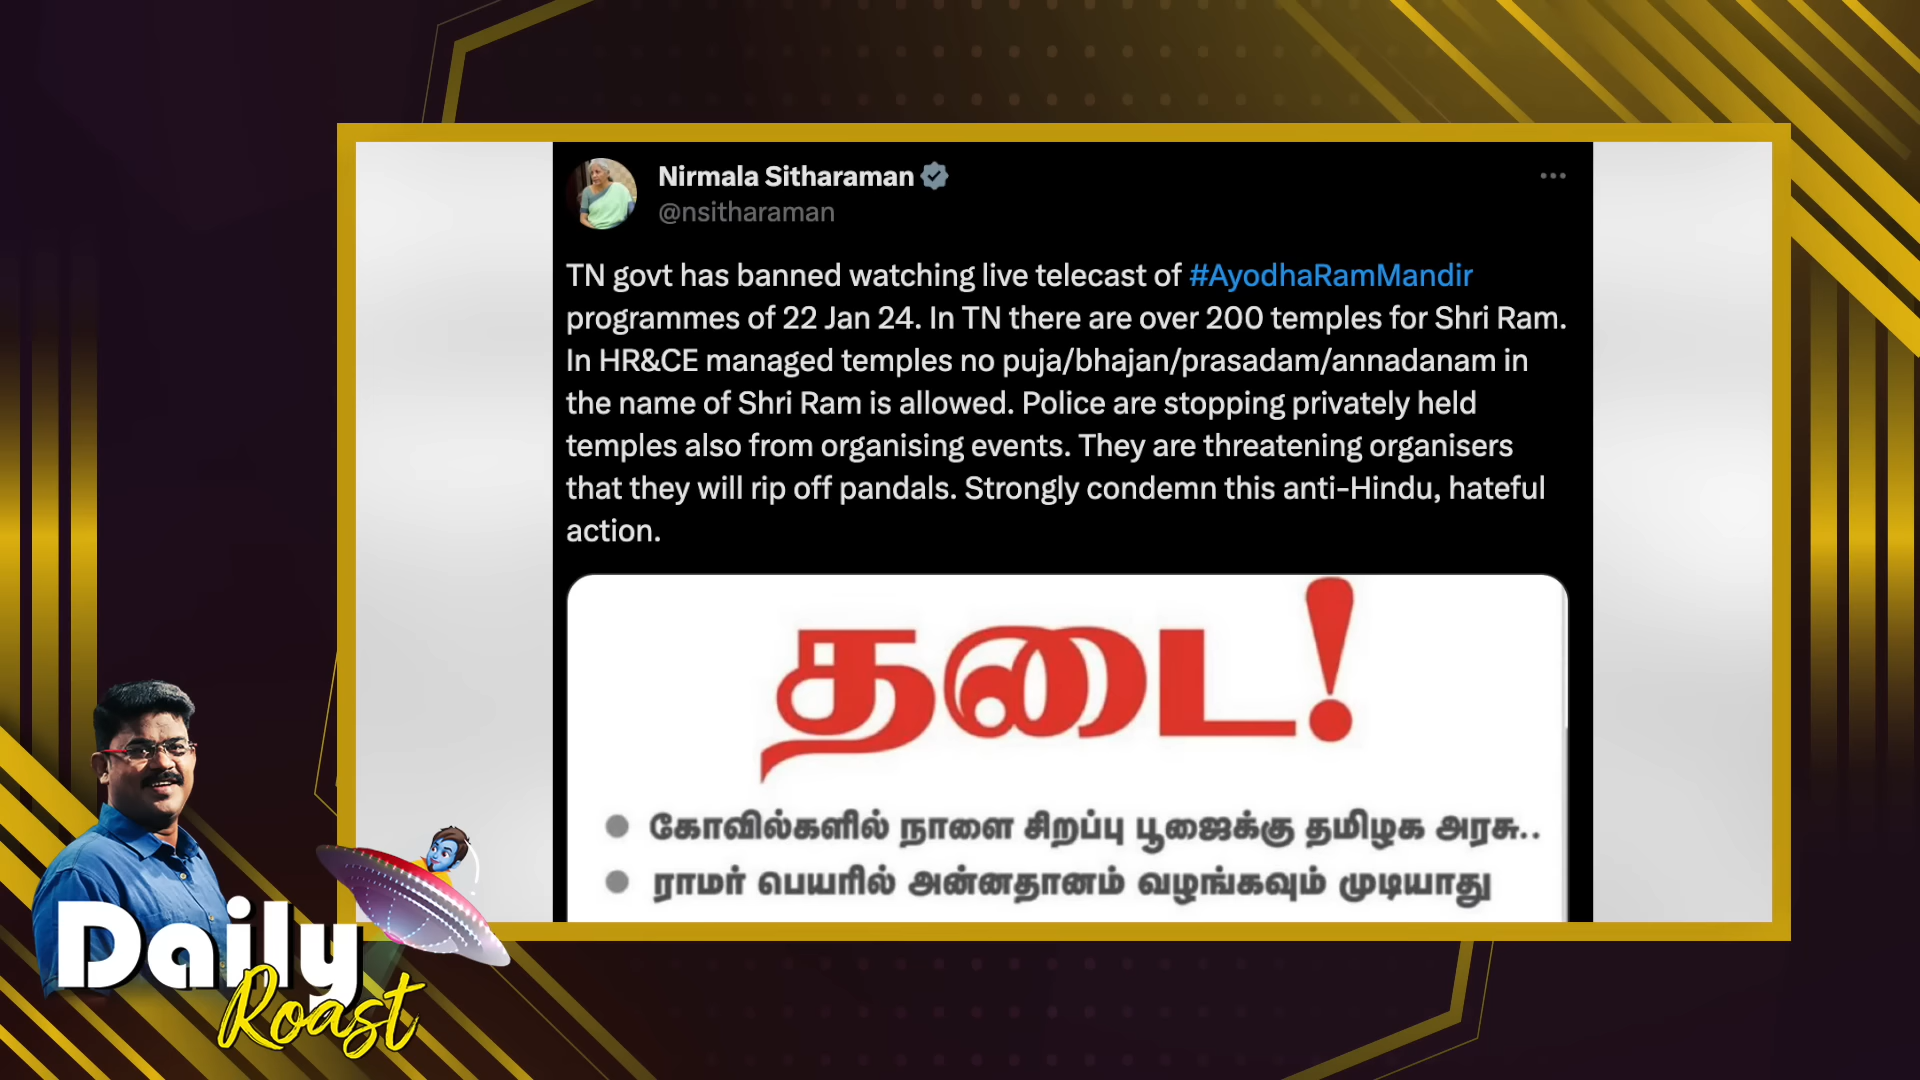 Nirmala Sitharaman
@nsitharaman
TN govt has banned watching live telecast of #AyodhaRamMandir
programmes of 22 Jan 24. In TN there are over 200 temples for Shri Ram.
In HR&CE managed temples no puja/bhajan/prasadam/annadanam in
the name of Shri Ram is allowed. Police are stopping privately held
temples also from organising events. They are threatening organisers
that they will rip off pandals. Strongly condemn this anti-Hindu, hateful
action.
தடை!
கோவில்களில் நாளை சிறப்பு பூஜைக்கு தமிழக அரசு..
ராமர் பெயரில் அன்னதானம் வழங்கவும் முடியாது
Daily
Roast